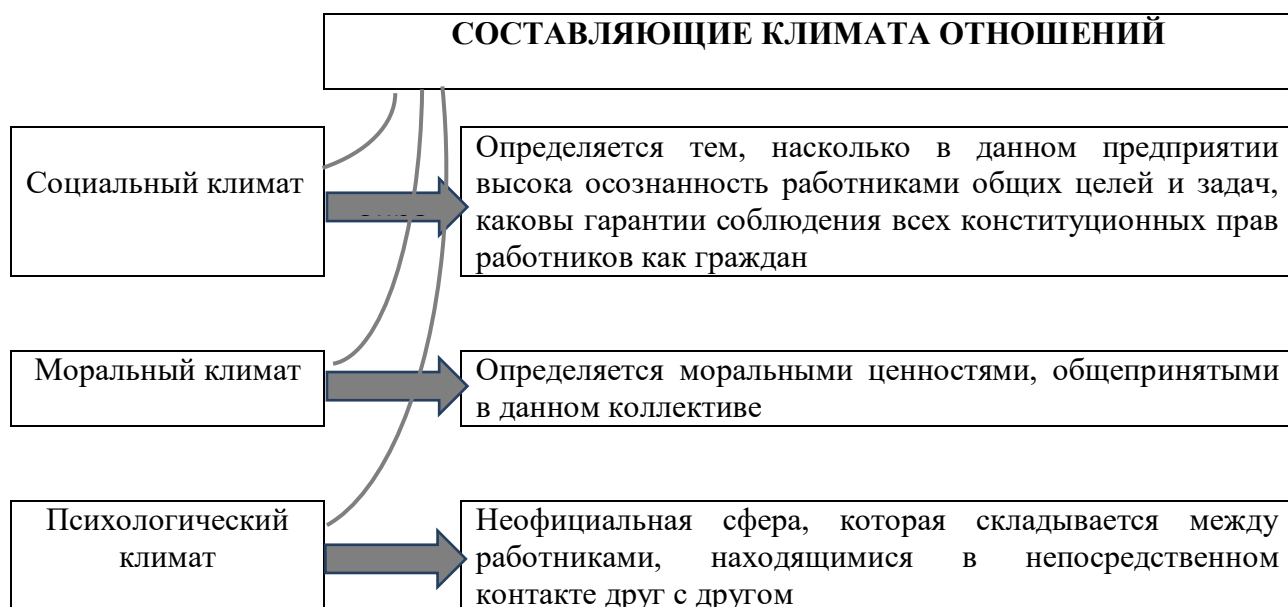 СОСТАВЛЯЮЩИЕ КЛИМАТА ОТНОШЕНИЙ
Социальный климат
Определяется тем, насколько в данном предприятии
высока осознанность работниками общих целей и задач,
каковы гарантии соблюдения всех конституционных прав
работников как граждан
Моральный климат
Определяется моральными ценностями, общепринятыми
в данном коллективе
Психологический
климат
Неофициальная сфера, которая складывается между
работниками, находящимися в непосредственном
контакте друг с другом